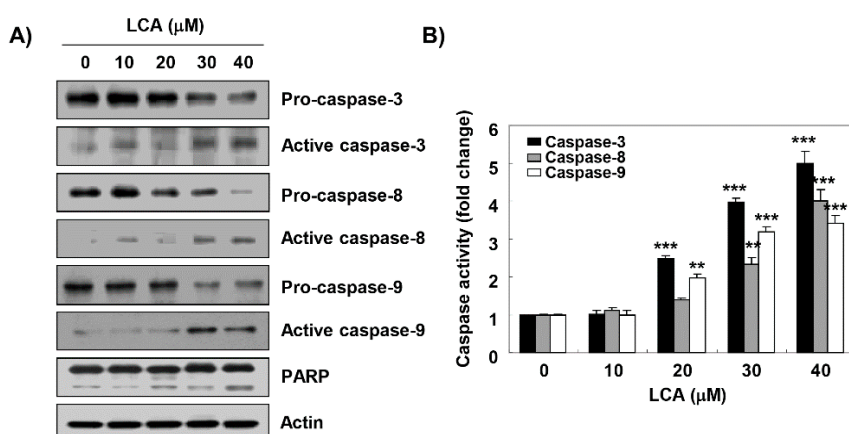 A)
LCA (μM)
0 10 20 30 40
Pro-caspase-3
Active caspase-3
Pro-caspase-8
Active caspase-8
Pro-caspase-9
Active caspase-9
PARP
Actin
B)
Caspase activity (fold change)
6
5
4
3
2
1
0
Caspase-3
Caspase-8
Caspase-9
***
**
***
**
***
***
***
***
0 10 20 30 40
LCA (μM)